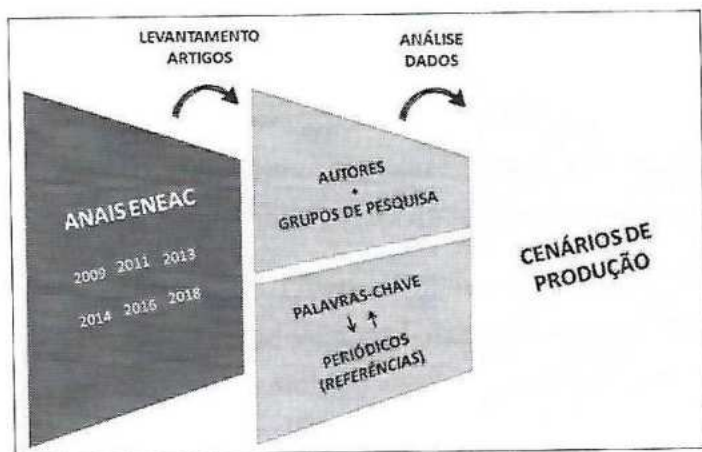 LEVANTAMENTO
ARTIGOS
ANÁLISE
DADOS
ANAIS ENEAC
2009 2011 2013
2014 2016 2018
AUTORES
+
GRUPOS DE PESQUISA
PALAVRAS-CHAVE
PERIÓDICOS
(REFERÊNCIAS)
CENÁRIOS DE
PRODUÇÃO